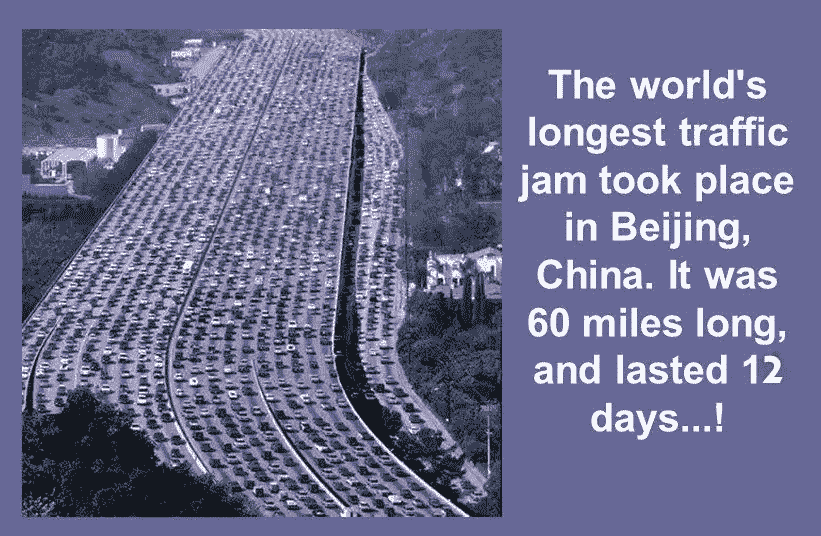 The world's
longest traffic
jam took place
in Beijing,
China. It was
60 miles long,
and lasted 12
days...!